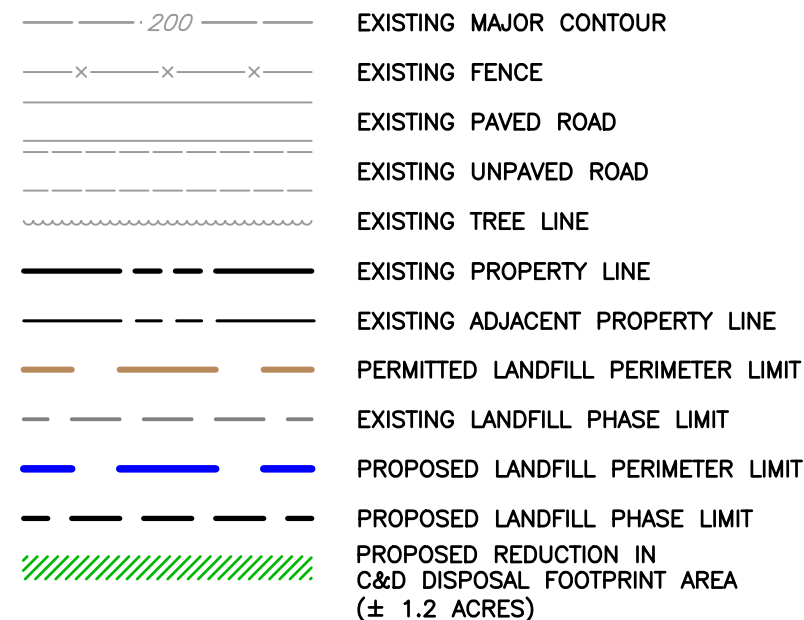 200 EXISTING MAJOR CONTOUR
EXISTING FENCE
EXISTING PAVED ROAD
EXISTING UNPAVED ROAD
EXISTING TREE LINE
EXISTING PROPERTY LINE
EXISTING ADJACENT PROPERTY LINE
PERMITTED LANDFILL PERIMETER LIMIT
EXISTING LANDFILL PHASE LIMIT
PROPOSED LANDFILL PERIMETER LIMIT
PROPOSED LANDFILL PHASE LIMIT
PROPOSED REDUCTION IN
C&D DISPOSAL FOOTPRINT AREA
(± 1.2 ACRES)